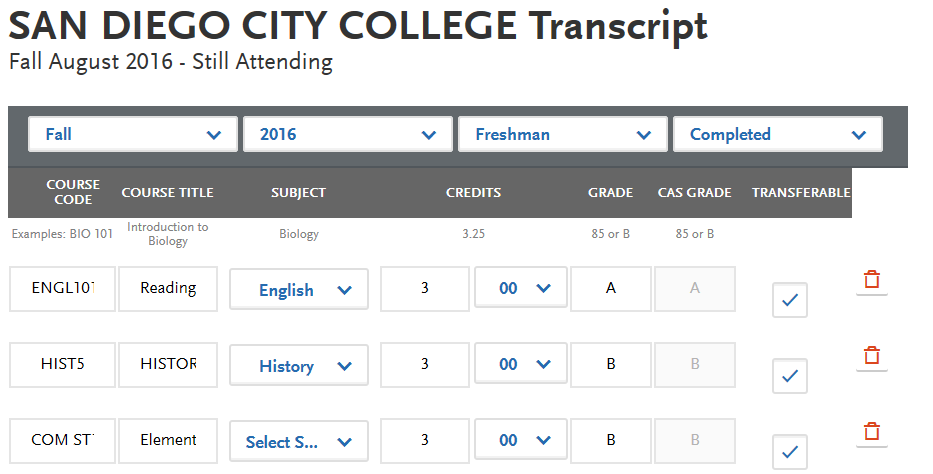 SAN DIEGO CITY COLLEGE Transcript
Fall August 2016 - Still Attending
Fall 2016 Freshman Completed
COURSE CODE COURSE TITLE SUBJECT CREDITS GRADE CAS GRADE TRANSFERABLE
Examples: BIO 101 Introduction to Biology Biology 3.25 85 or B 85 or B
ENGL101 Reading English 3 00 A A
HIST5 HISTOR History 3 00 B B
COM ST Element Select S... 3 00 B B